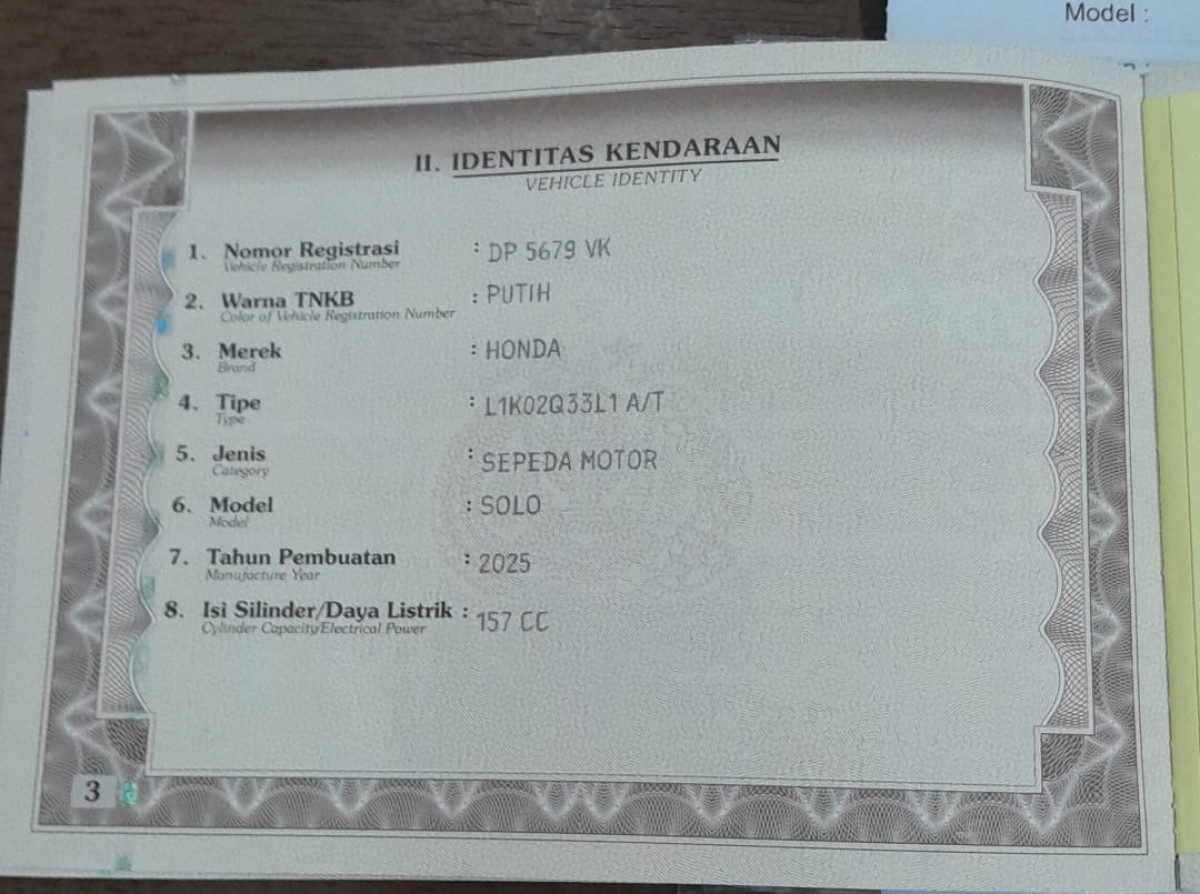 Model :
II. IDENTITAS KENDARAAN
VEHICLE IDENTITY
1. Nomor Registrasi : DP 5679 VK
Vehicle Registration Number
2. Warna TNKB : PUTIH
Color of Vehicle Registration Number
3. Merek : HONDA
Brand
4. Tipe : L1K02Q33L1 A/T
Type
5. Jenis : SEPEDA MOTOR
Category
6. Model : SOLO
Model
7. Tahun Pembuatan : 2025
Manufacture Year
8. Isi Silinder/Daya Listrik : 157 CC
Cylinder Capacity/Electrical Power
3